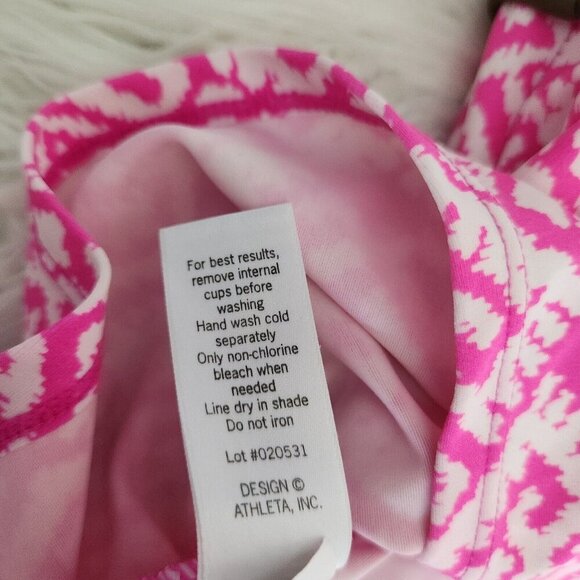 For best results,
remove internal
cups before
washing
Hand wash cold
separately
Only non-chlorine
bleach when
needed
Line dry in shade
Do not iron
Lot #020531
DESIGN ©
ATHLETA, INC.